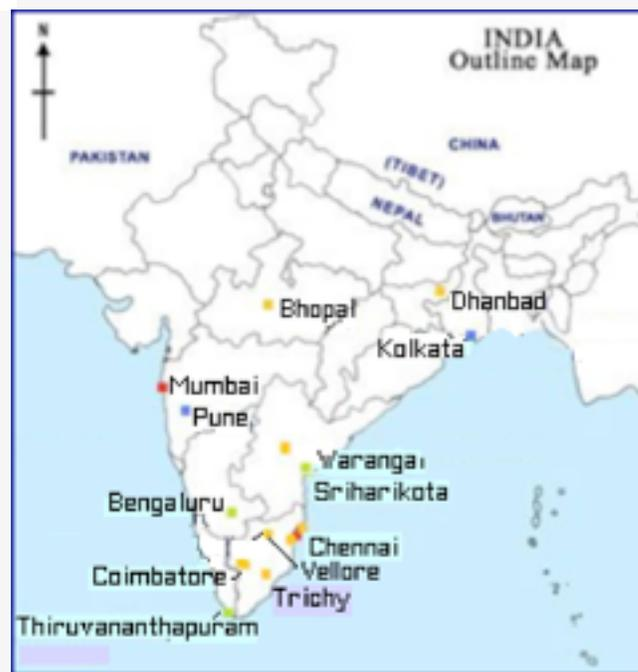 N
INDIA
Outline Map
PAKISTAN
CHINA
(TIBET)
NEPAL
BHUTAN
Bhopal
Dhanbad
Kolkata
Mumbai
Pune
Warangai
Sriharikota
Bengaluru
Chennai
Vellore
Coimbatore
Trichy
Thiruvananthapuram